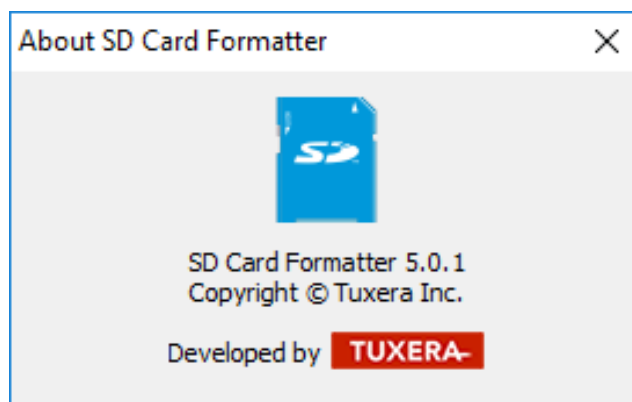 About SD Card Formatter
SD
SD Card Formatter 5.0.1
Copyright © Tuxera Inc.
Developed by TUXERA